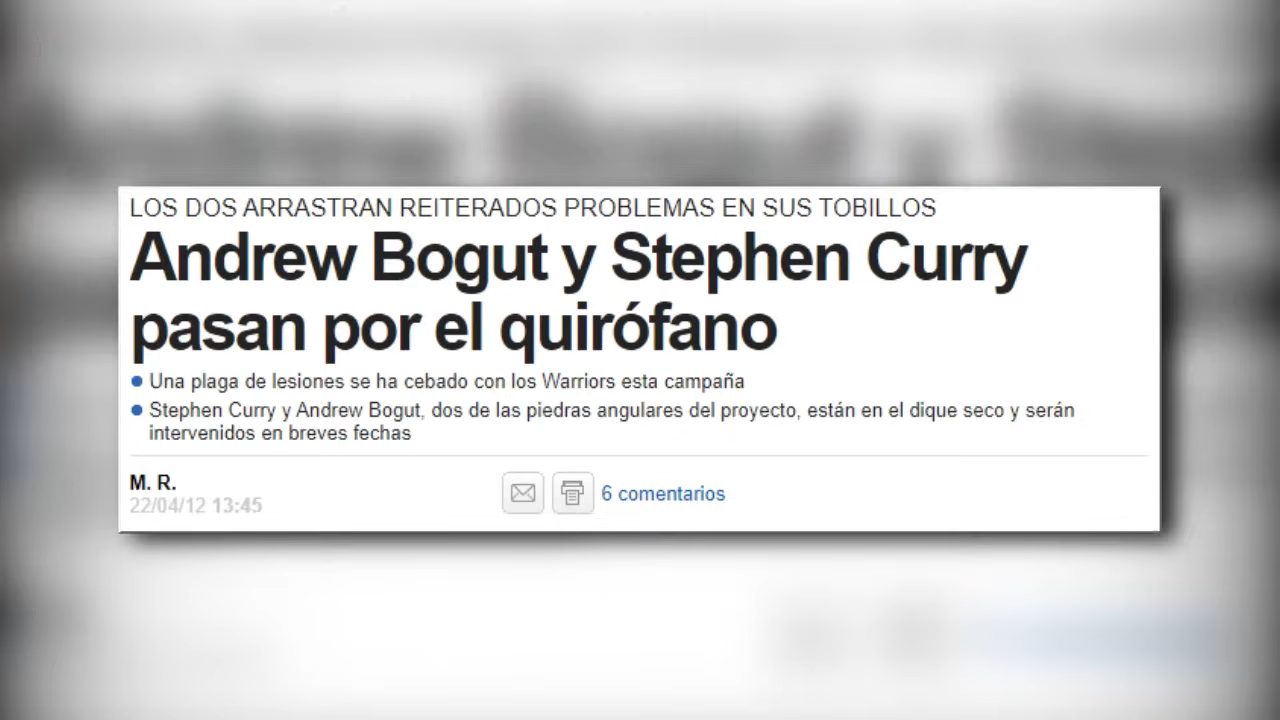 LOS DOS ARRASTRAN REITERADOS PROBLEMAS EN SUS TOBILLOS
Andrew Bogut y Stephen Curry
pasan por el quirófano
Una plaga de lesiones se ha cebado con los Warriors esta campaña
Stephen Curry y Andrew Bogut, dos de las piedras angulares del proyecto, están en el dique seco y serán
intervenidos en breves fechas
M. R.
22/04/12 13:45
6 comentarios